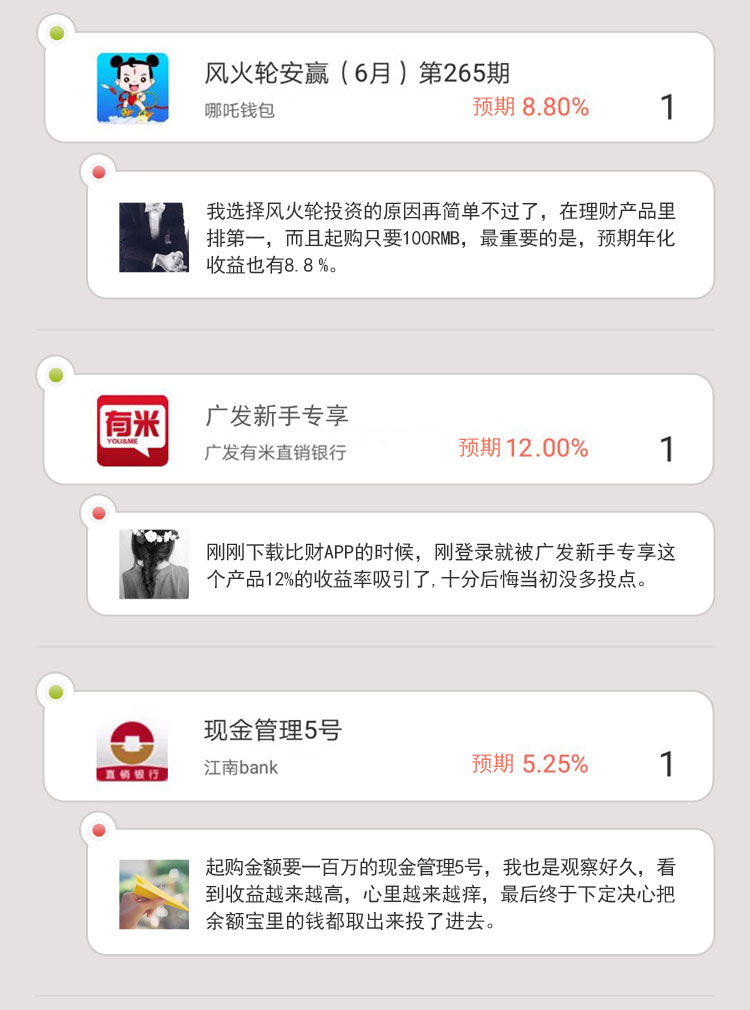 风火轮安赢（6月）第265期
哪吒钱包
预期 8.80%
1
我选择风火轮投资的原因再简单不过了，在理财产品里
排第一，而且起购只要100RMB，最重要的是，预期年化
收益也有8.8%。
有米
YOU&ME
广发新手专享
广发有米直销银行
预期 12.00%
1
刚刚下载比财APP的时候，刚登录就被广发新手专享这
个产品12%的收益率吸引了,十分后悔当初没多投点。
直销银行
现金管理5号
江南bank
预期 5.25%
1
起购金额要一百万的现金管理5号，我也是观察好久，看
到收益越来越高，心里越来越痒，最后终于下定决心把
余额宝里的钱都取出来投了进去。